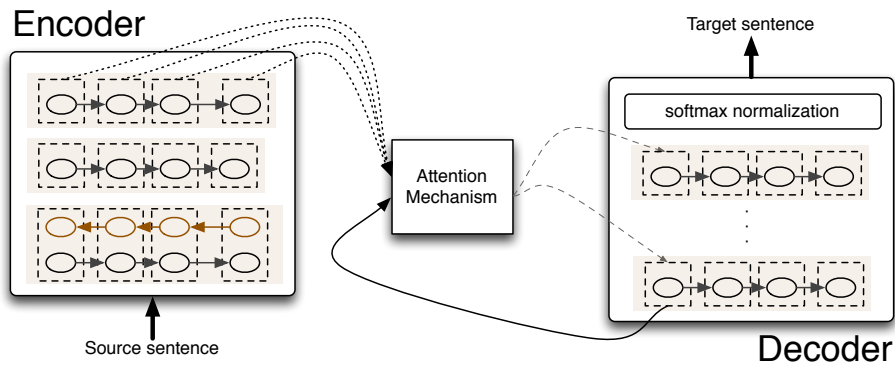 Encoder
Target sentence
softmax normalization
Attention
Mechanism
Source sentence
Decoder